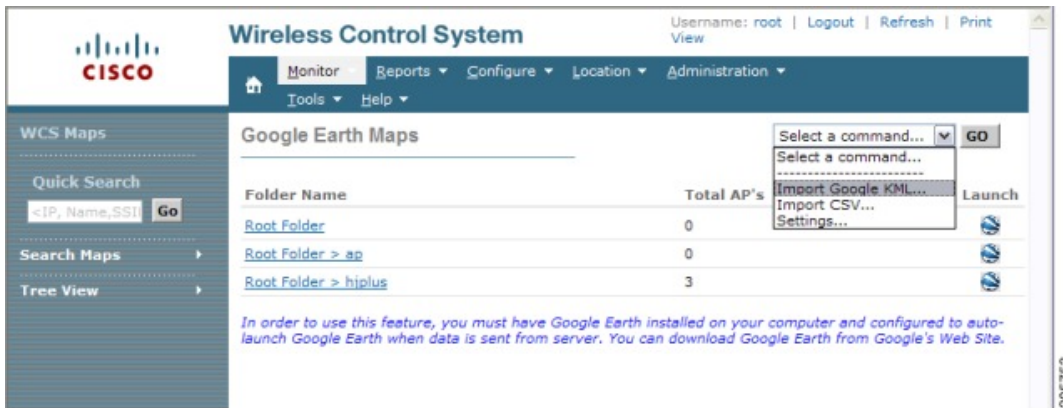 CISCO
Wireless Control System
Username: root | Logout | Refresh | Print View
Monitor Reports Configure Location Administration
Tools Help
WCS Maps
Quick Search
<IP, Name,SSI
Go
Search Maps
Tree View
Google Earth Maps
Select a command... GO
Select a command...
------------------------
Import Google KML...
Import CSV...
Settings...
Folder Name Total AP's Launch
Root Folder 0
Root Folder > ap 0
Root Folder > hjplus 3
In order to use this feature, you must have Google Earth installed on your computer and configured to auto-
launch Google Earth when data is sent from server. You can download Google Earth from Google's Web Site.